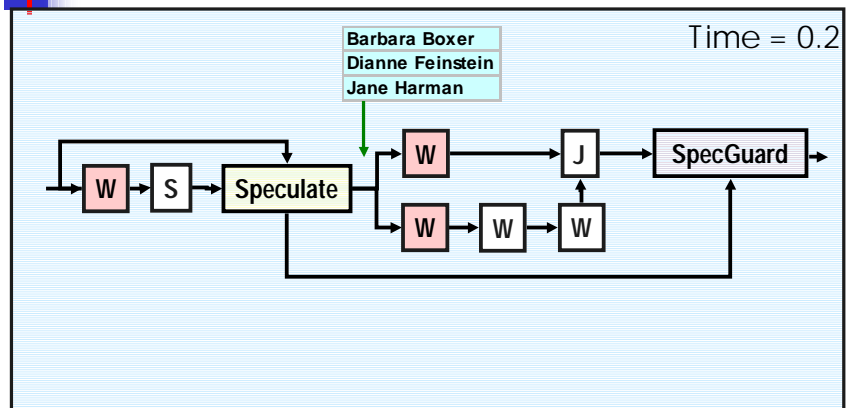 Time = 0.2
Barbara Boxer
Dianne Feinstein
Jane Harman
W
J
SpecGuard
W
S
Speculate
W
W
W